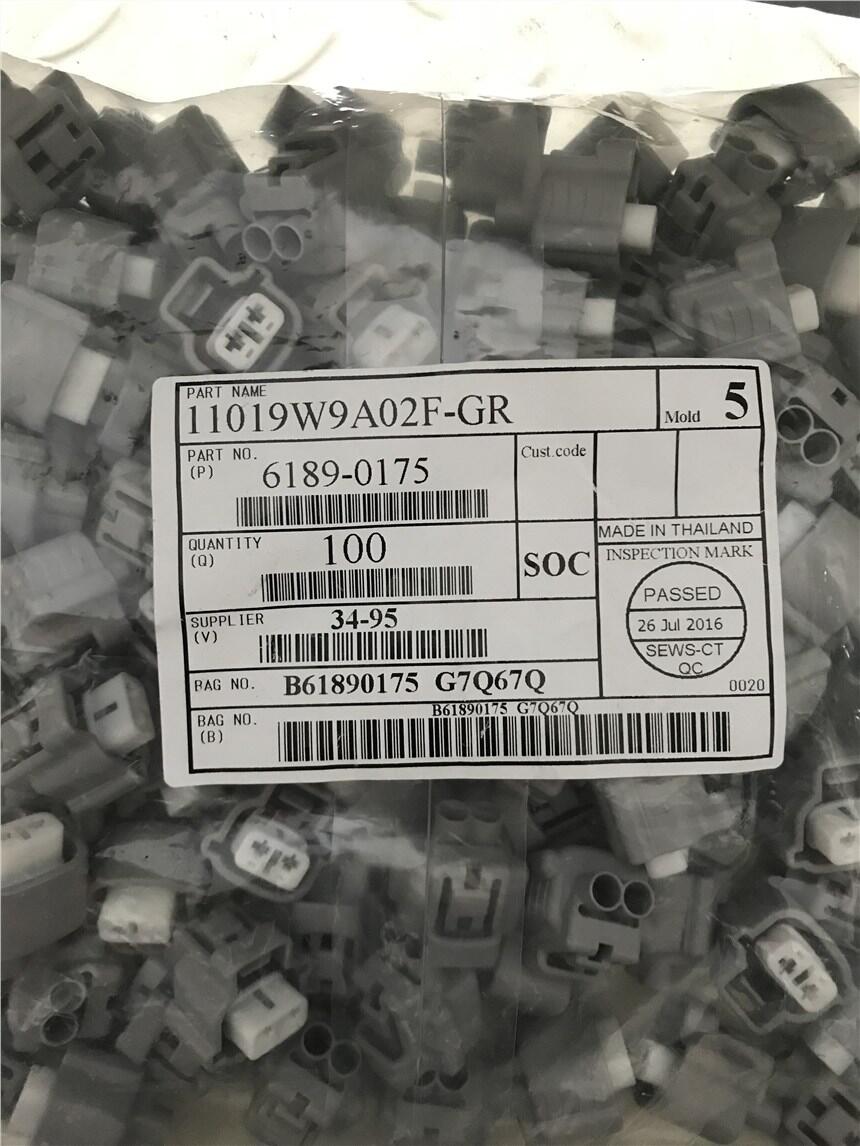 PART NAME
11019W9A02F-GR
Mold 5
PART NO.
(P)
6189-0175
Cust.code
QUANTITY
(Q)
100
SOC
MADE IN THAILAND
INSPECTION MARK
PASSED
26 Jul 2016
SEWS-CT
QC
0020
SUPPLIER
(V)
34-95
BAG NO. B61890175 G7Q67Q
BAG NO.
(B)
B61890175 G7Q67Q